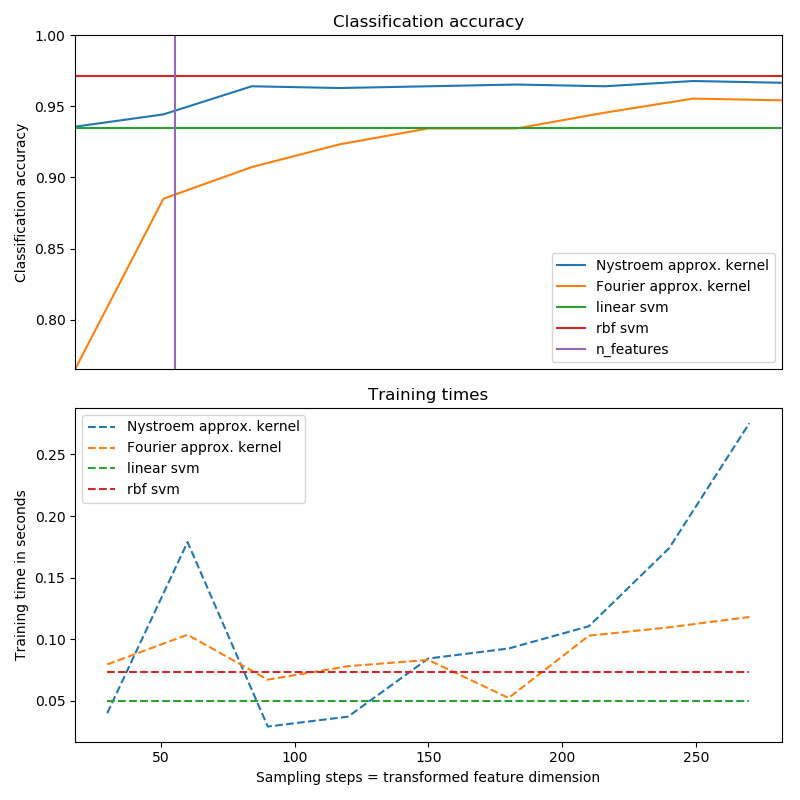 Classification accuracy
1.00
0.95
0.90
0.85
0.80
Classification accuracy
Nystroem approx. kernel
Fourier approx. kernel
linear svm
rbf svm
n_features
Training times
0.25
0.20
0.15
0.10
0.05
Training time in seconds
Nystroem approx. kernel
Fourier approx. kernel
linear svm
rbf svm
50 100 150 200 250
Sampling steps = transformed feature dimension